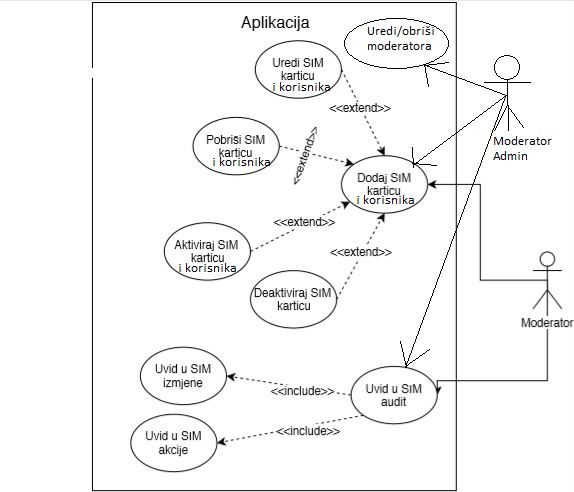 Aplikacija
Uredi/obriši
moderatora
Uredi SIM
karticu
i korisnika
<<extend>>
Pobriši SIM
karticu
i korisnika
<<extend>>
Moderator
Admin
Dodaj SIM
karticu
i korisnika
<<extend>>
Aktiviraj SIM
karticu
i korisnika
<<extend>>
Deaktiviraj SIM
karticu
Moderator
Uvid u SIM
izmjene
<<include>>
Uvid u SIM
audit
<<include>>
Uvid u SIM
akcije